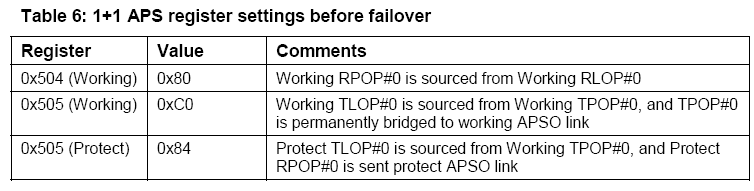 Table 6: 1+1 APS register settings before failover
Register Value Comments
0x504 (Working) 0x80 Working RPOP#0 is sourced from Working RLOP#0
0x505 (Working) 0xC0 Working TLOP#0 is sourced from Working TPOP#0, and TPOP#0
is permanently bridged to working APSO link
0x505 (Protect) 0x84 Protect TLOP#0 is sourced from Working TPOP#0, and Protect
RPOP#0 is sent protect APSO link